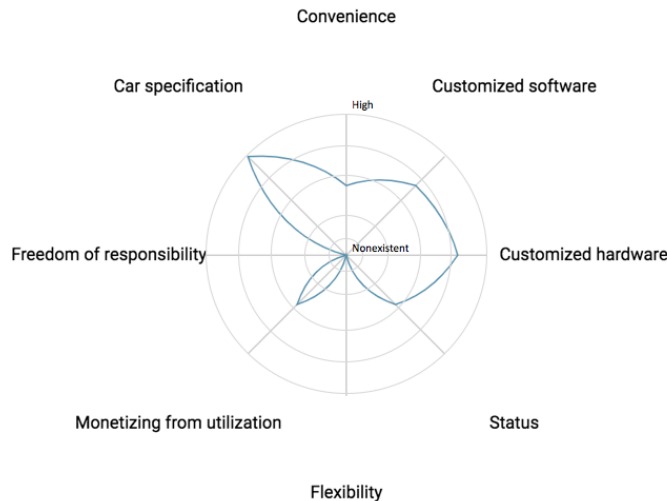 Convenience
Car specification
Customized software
High
Freedom of responsibility
Nonexistent
Customized hardware
Monetizing from utilization
Status
Flexibility